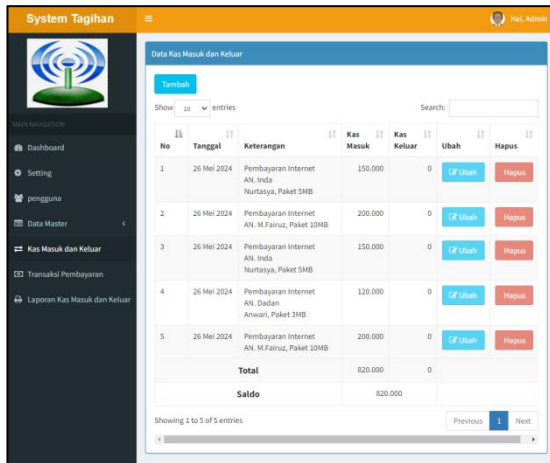 System Tagihan
Hai, Admin
MAIN NAVIGATION
Dashboard
Setting
pengguna
Data Master
Kas Masuk dan Keluar
Transaksi Pembayaran
Laporan Kas Masuk dan Keluar
Data Kas Masuk dan Keluar
Tambah
Show 10 entries Search:
No Tanggal Keterangan Kas Masuk Kas Keluar Ubah Hapus
1 26 Mei 2024 Pembayaran Internet 150.000 0 Ubah Hapus
AN. Inda
Nurtasya, Paket 5MB
2 26 Mei 2024 Pembayaran Internet 200.000 0 Ubah Hapus
AN. M.Fairuz, Paket 10MB
3 26 Mei 2024 Pembayaran Internet 150.000 0 Ubah Hapus
AN. Inda
Nurtasya, Paket 5MB
4 26 Mei 2024 Pembayaran Internet 120.000 0 Ubah Hapus
AN. Dadan
Anwari, Paket 3MB
5 26 Mei 2024 Pembayaran Internet 200.000 0 Ubah Hapus
AN. M.Fairuz, Paket 10MB
Total 820.000 0
Saldo 820.000
Showing 1 to 5 of 5 entries
Previous 1 Next